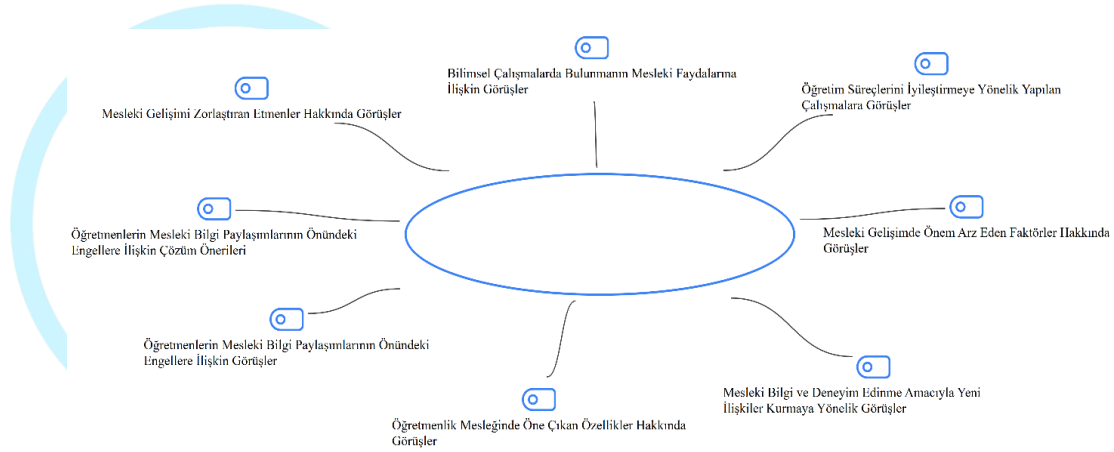 Bilimsel Çalışmalarda Bulunmanın Mesleki Faydalarına
İlişkin Görüşler
Öğretim Süreçlerini İyileştirmeye Yönelik Yapılan
Çalışmalara Görüşler
Mesleki Gelişimi Zorlaştıran Etmenler Hakkında Görüşler
Öğretmenlerin Mesleki Bilgi Paylaşımlarının Önündeki
Engellere İlişkin Çözüm Önerileri
Mesleki Gelişimde Önem Arz Eden Faktörler Hakkında
Görüşler
Öğretmenlerin Mesleki Bilgi Paylaşımlarının Önündeki
Engellere İlişkin Görüşler
Mesleki Bilgi ve Deneyim Edinme Amacıyla Yeni
İlişkiler Kurmaya Yönelik Görüşler
Öğretmenlik Mesleğinde Öne Çıkan Özellikler Hakkında
Görüşler